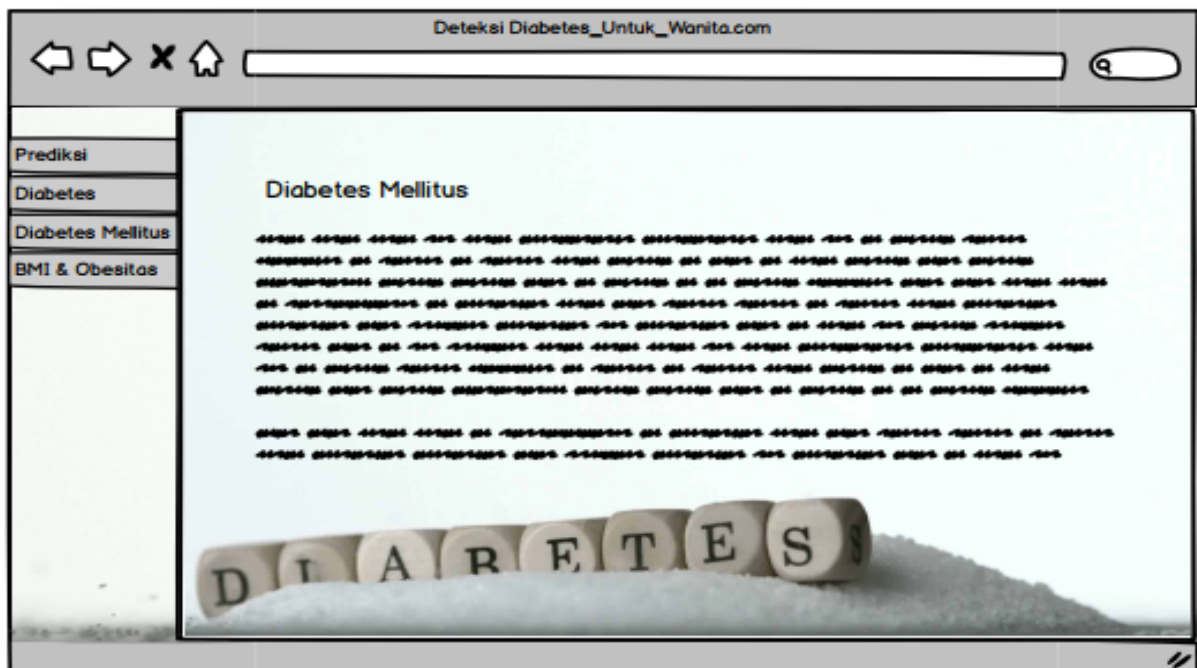 Deteksi Diabetes_Untuk_Wanita.com
Prediksi
Diabetes
Diabetes Mellitus
BMI & Obesitas
Diabetes Mellitus
DIABETES S